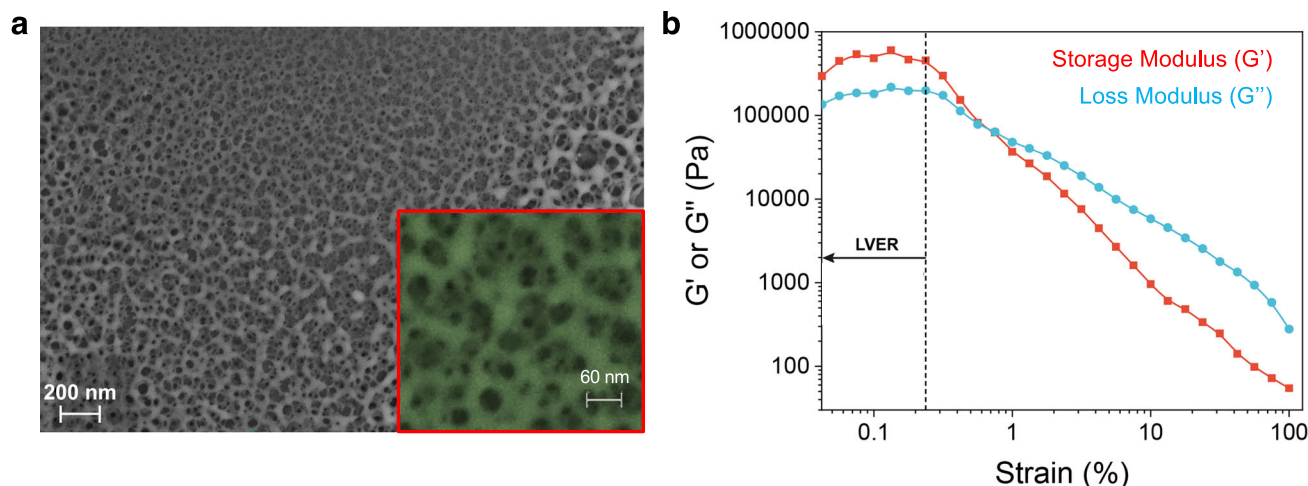 a
200 nm
60 nm
b
1000000
100000
10000
1000
100
G' or G'' (Pa)
Storage Modulus (G')
Loss Modulus (G'')
LVER
0.1
1
10
100
Strain (%)